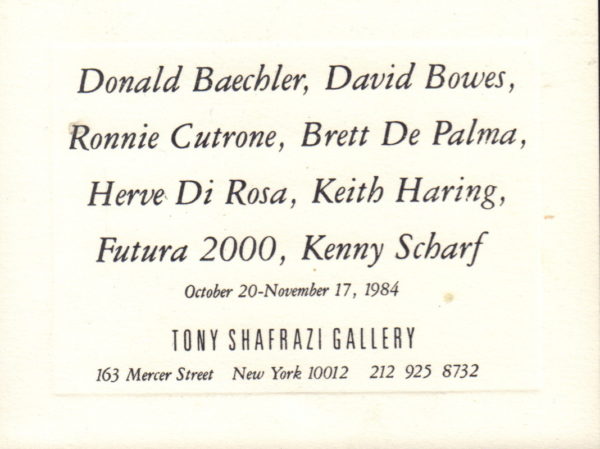 Donald Baechler, David Bowes,
Ronnie Cutrone, Brett De Palma,
Herve Di Rosa, Keith Haring,
Futura 2000, Kenny Scharf
October 20-November 17, 1984
TONY SHAFRAZI GALLERY
163 Mercer Street New York 10012 212 925 8732